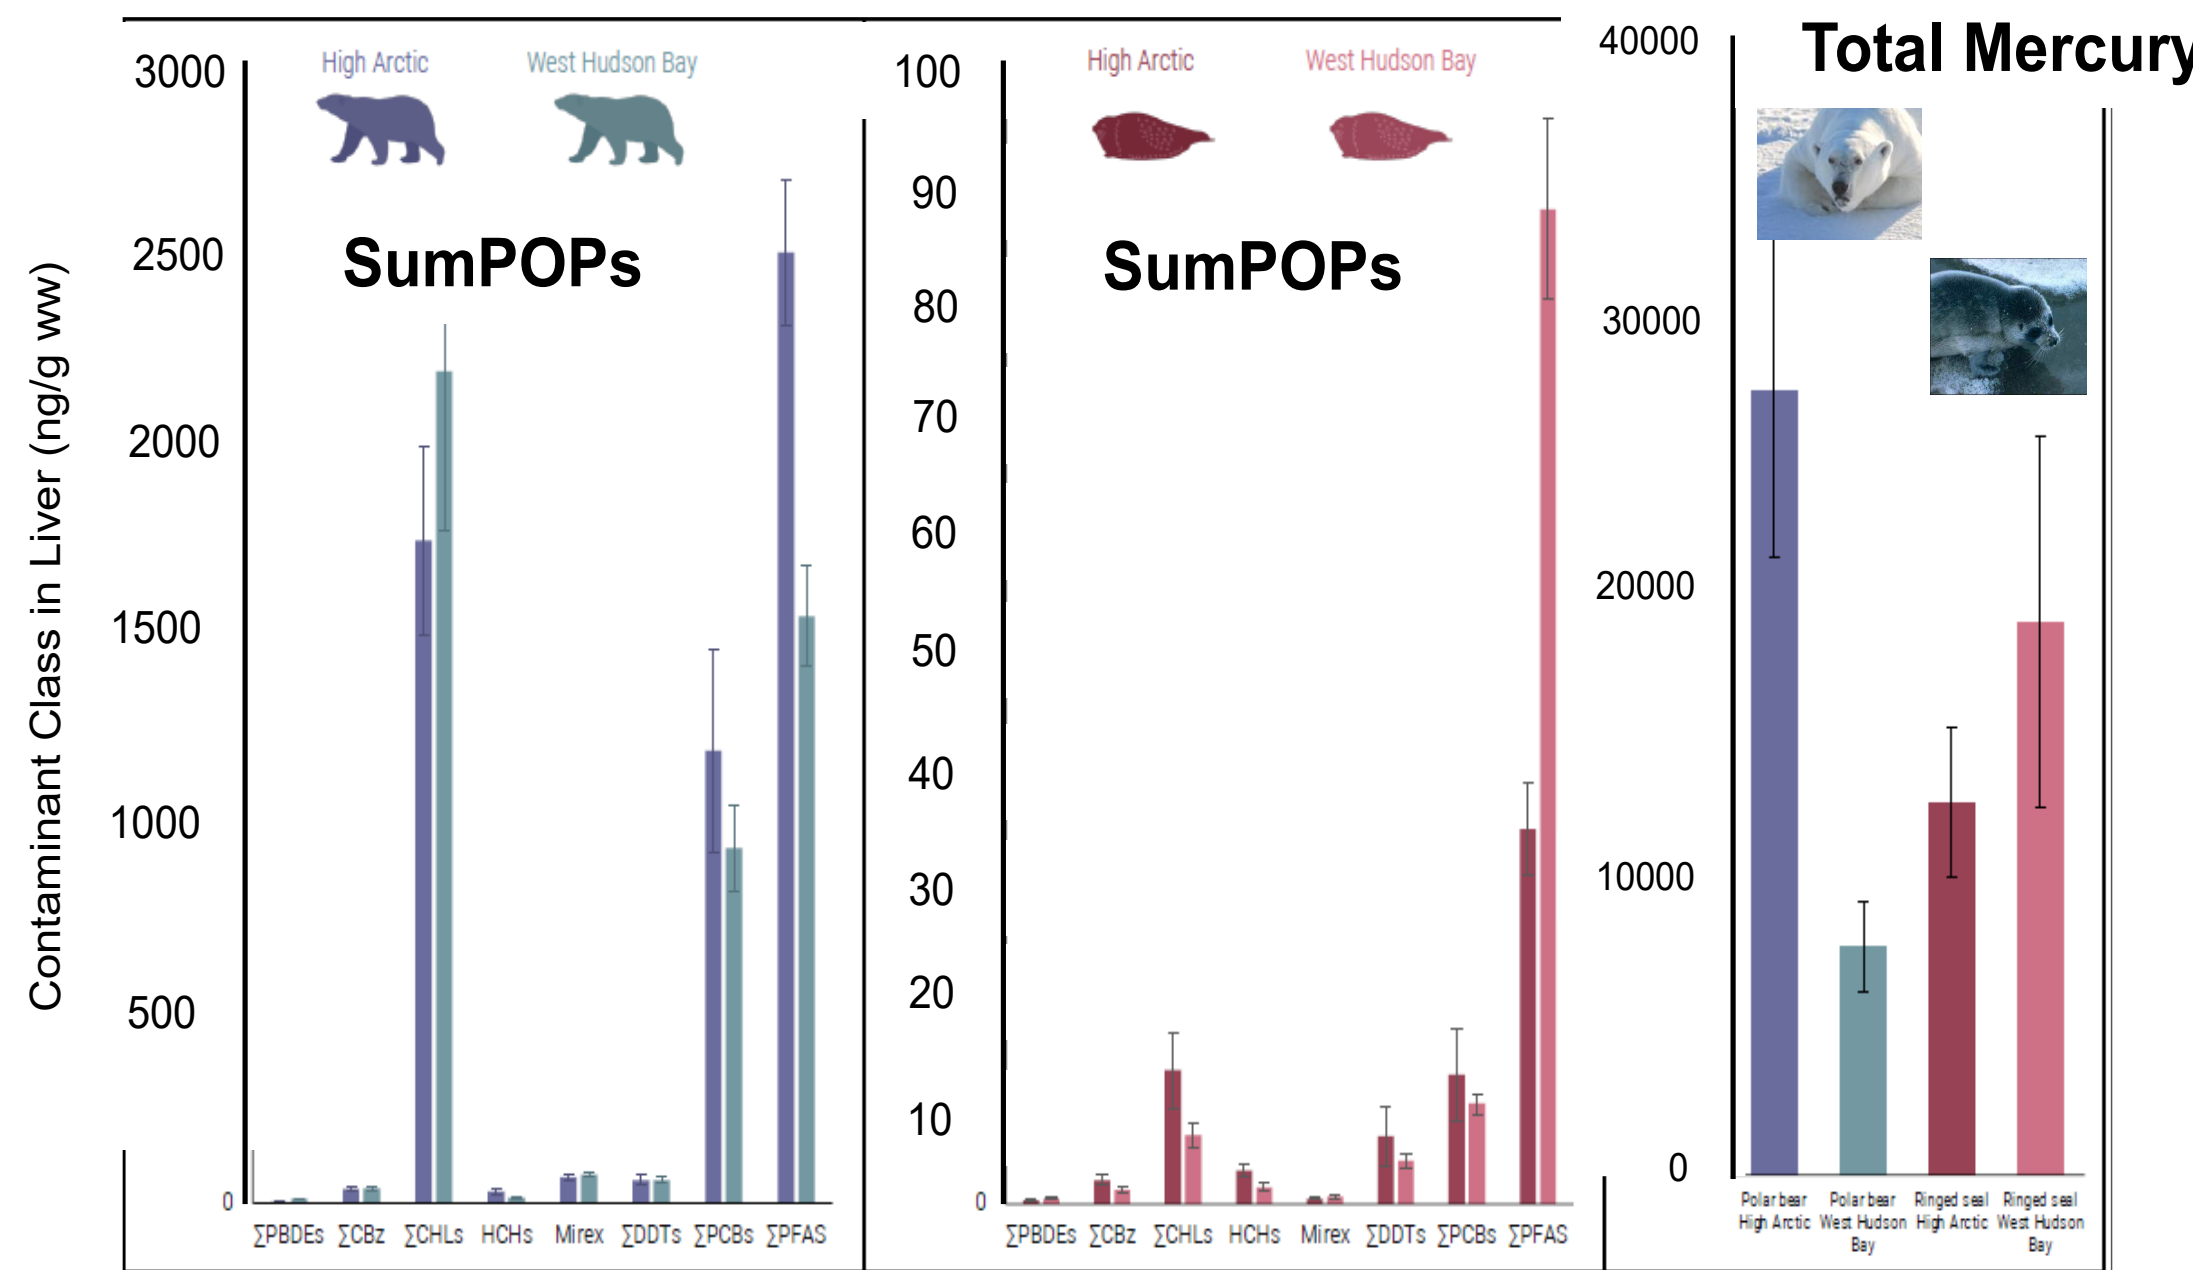 Contaminant Class in Liver (ng/g ww)
High Arctic
West Hudson Bay
SumPOPs
3000
2500
2000
1500
1000
500
0
∑PBDEs
∑CBz
∑CHLs
HCHs
Mirex
∑DDTs
∑PCBs
∑PFAS
High Arctic
West Hudson Bay
SumPOPs
100
90
80
70
60
50
40
30
20
10
0
∑PBDEs
∑CBz
∑CHLs
HCHs
Mirex
∑DDTs
∑PCBs
∑PFAS
Total Mercury
40000
30000
20000
10000
0
Polar bear
High Arctic
Polar bear
West Hudson
Bay
Ringed seal
High Arctic
Ringed seal
West Hudson
Bay